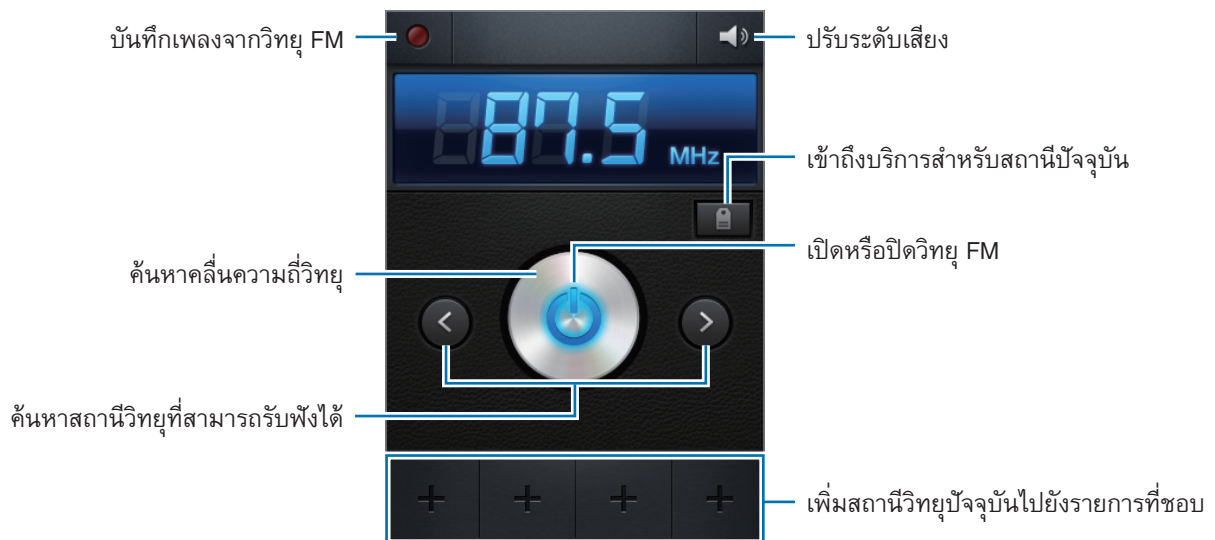 บันทึกเพลงจากวิทยุ FM
ปรับระดับเสียง
87.5 MHz
เข้าถึงบริการสำหรับสถานีปัจจุบัน
เปิดหรือปิดวิทยุ FM
ค้นหาคลื่นความถี่วิทยุ
ค้นหาสถานีวิทยุที่สามารถรับฟังได้
เพิ่มสถานีวิทยุปัจจุบันไปยังรายการที่ชอบ